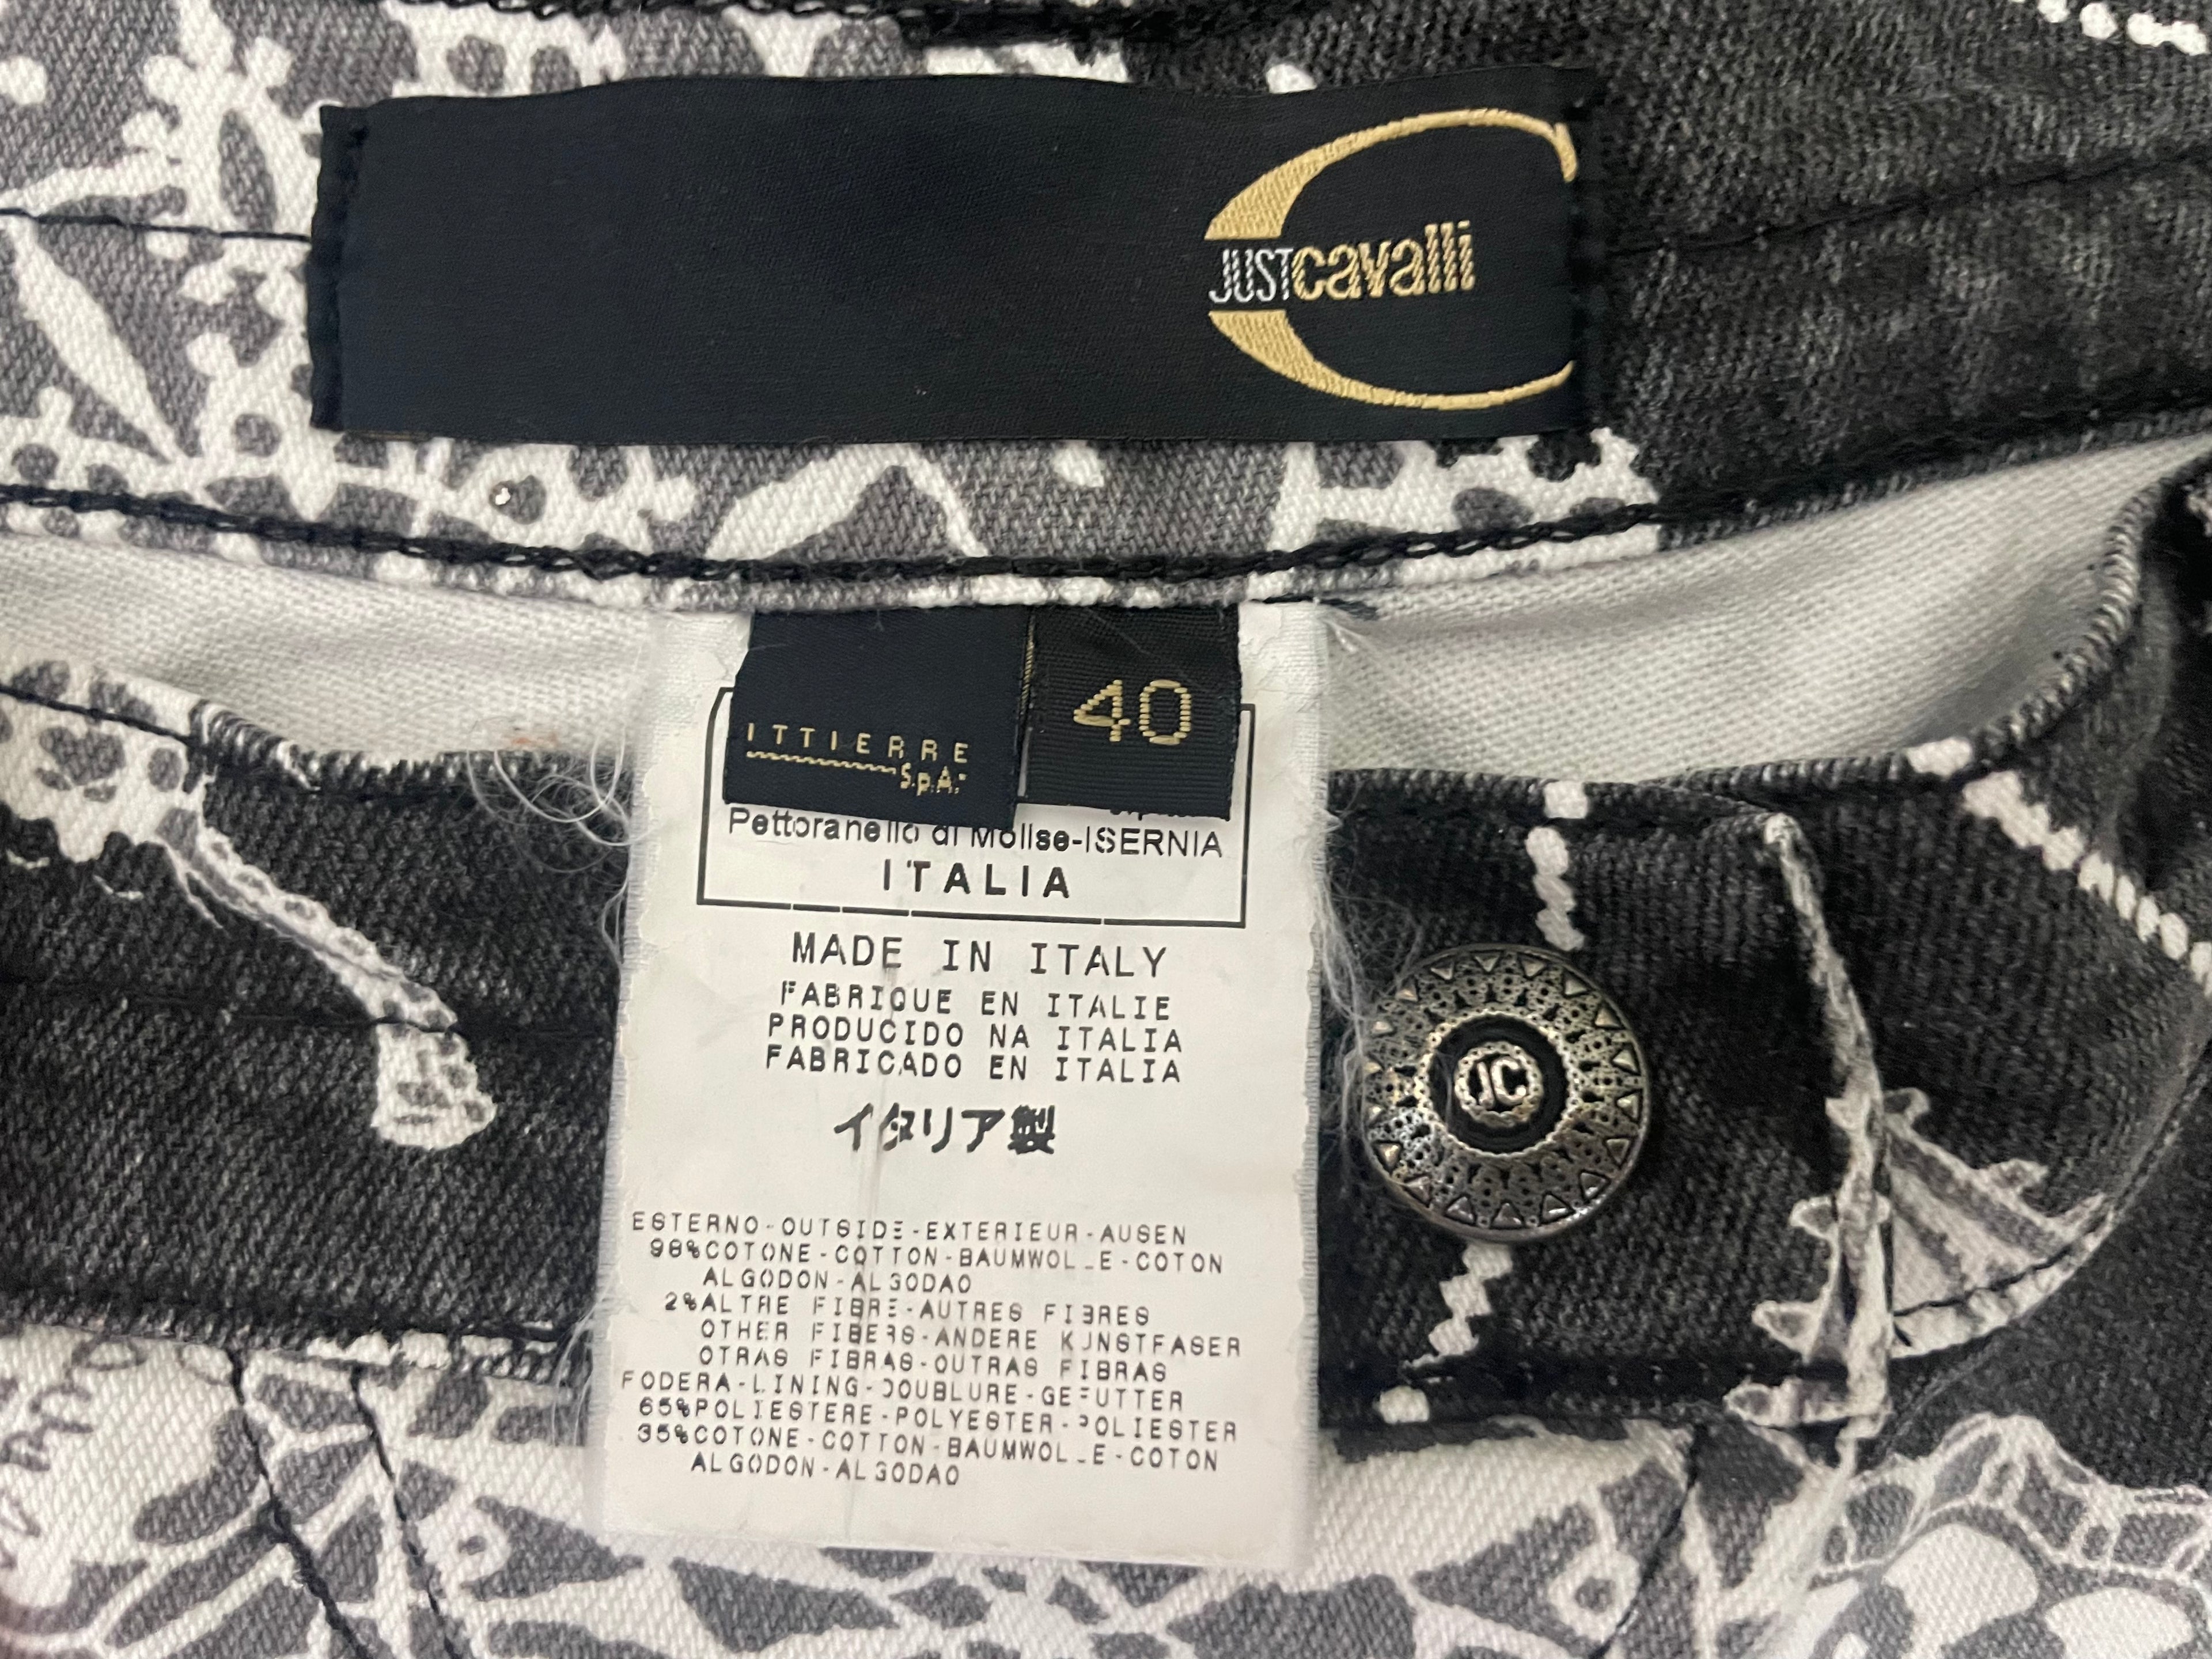 JUSTcavalli
ITTIERRE
S.p.A.
40
Pettoranello di Molise-ISERNIA
ITALIA
MADE IN ITALY
FABRIQUE EN ITALIE
PRODUCIDO NA ITALIA
FABRICADO EN ITALIA
イタリア製
JC
ESTERNO-OUTSIDE-EXTERIEUR-AUSEN
98%COTONE-COTTON-BAUMWOLLE-COTON
ALGODON-ALGODAO
2%ALTRE FIBRE-AUTRES FIBRES
OTHER FIBERS-ANDERE KUNSTFASER
OTRAS FIBRAS-OUTRAS FIBRAS
FODERA-LINING-DOUBLURE-GEFUTTER
65%POLIESTERE-POLYESTER-POLIESTER
35%COTONE-COTTON-BAUMWOLLE-COTON
ALGODON-ALGODAO